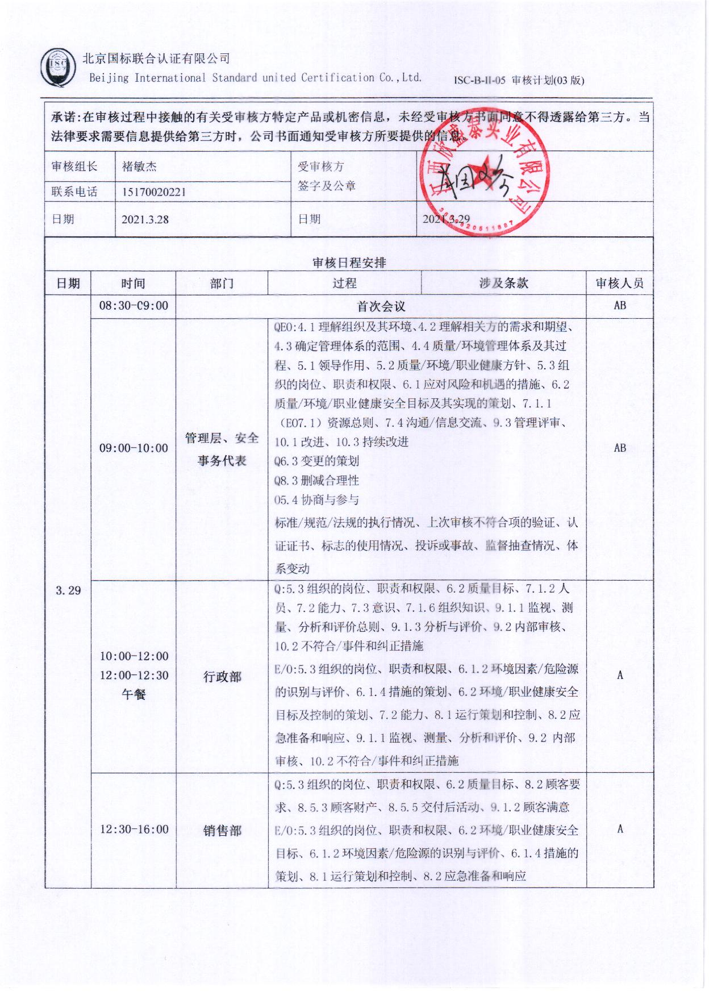 ISC
北京国标联合认证有限公司
Beijing International Standard united Certification Co.,Ltd.
ISC-B-II-05 审核计划(03 版)
承诺:在审核过程中接触的有关受审核方特定产品或机密信息，未经受审核方书面同意不得透露给第三方。当
法律要求需要信息提供给第三方时，公司书面通知受审核方所要提供的信息。
江西欣盛泰实业有限公司
审核组长 褚敏杰 受审核方
签字及公章
联系电话 15170020221
日期 2021.3.28 日期 2021.3.29
审核日程安排
日期 时间 部门 过程 涉及条款 审核人员
08:30-09:00 首次会议 AB
3.29
09:00-10:00 管理层、安全
事务代表
QEO:4.1 理解组织及其环境、4.2 理解相关方的需求和期望、
4.3 确定管理体系的范围、4.4 质量/环境管理体系及其过
程、5.1 领导作用、5.2 质量/环境/职业健康方针、5.3 组
织的岗位、职责和权限、6.1 应对风险和机遇的措施、6.2
质量/环境/职业健康安全目标及其实现的策划、7.1.1
（EO7.1）资源总则、7.4 沟通/信息交流、9.3 管理评审、
10.1 改进、10.3 持续改进
Q6.3 变更的策划
Q8.3 删减合理性
O5.4 协商与参与
标准/规范/法规的执行情况、上次审核不符合项的验证、认
证证书、标志的使用情况、投诉或事故、监督抽查情况、体
系变动
AB
10:00-12:00
12:00-12:30
午餐
行政部
Q:5.3 组织的岗位、职责和权限、6.2 质量目标、7.1.2 人
员、7.2 能力、7.3 意识、7.1.6 组织知识、9.1.1 监视、测
量、分析和评价总则、9.1.3 分析与评价、9.2 内部审核、
10.2 不符合/事件和纠正措施
E/O:5.3 组织的岗位、职责和权限、6.1.2 环境因素/危险源
的识别与评价、6.1.4 措施的策划、6.2 环境/职业健康安全
目标及控制的策划、7.2 能力、8.1 运行策划和控制、8.2 应
急准备和响应、9.1.1 监视、测量、分析和评价、9.2 内部
审核、10.2 不符合/事件和纠正措施
A
12:30-16:00 销售部
Q:5.3 组织的岗位、职责和权限、6.2 质量目标、8.2 顾客要
求、8.5.3 顾客财产、8.5.5 交付后活动、9.1.2 顾客满意
E/O:5.3 组织的岗位、职责和权限、6.2 环境/职业健康安全
目标、6.1.2 环境因素/危险源的识别与评价、6.1.4 措施的
策划、8.1 运行策划和控制、8.2 应急准备和响应
A